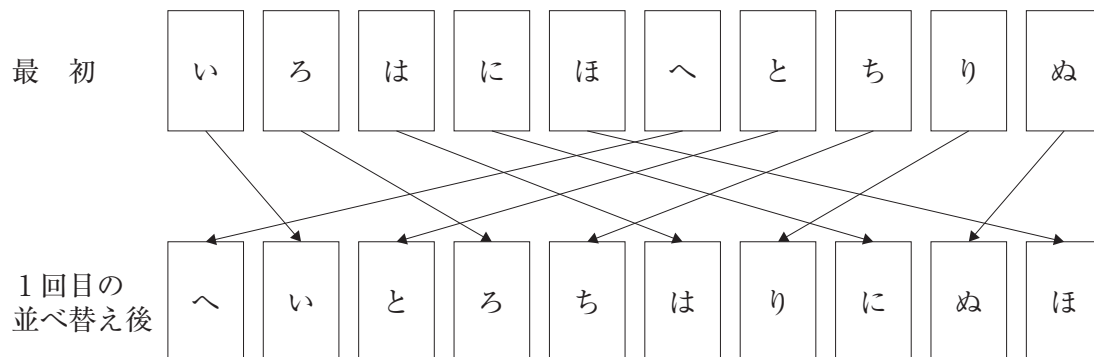 最 初 い ろ は に ほ へ と ち り ぬ
1回目の
並べ替え後 へ い と ろ ち は り に ぬ ほ